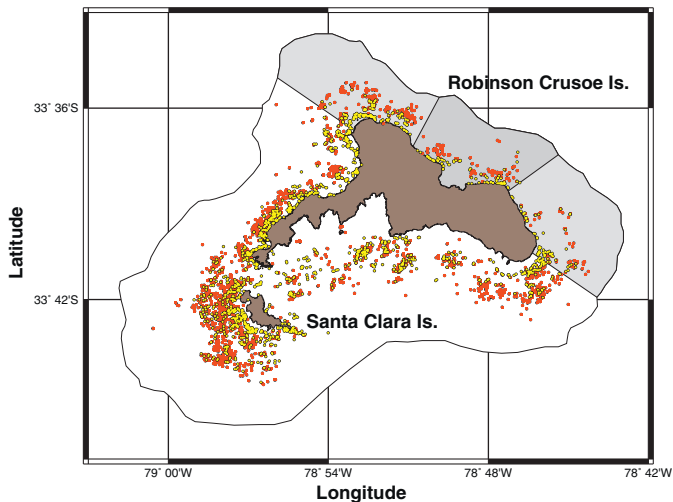 Robinson Crusoe Is.
33˚ 36'S
Latitude
33˚ 42'S
Santa Clara Is.
79˚ 00'W
78˚ 54'W
78˚ 48'W
78˚ 42'W
Longitude